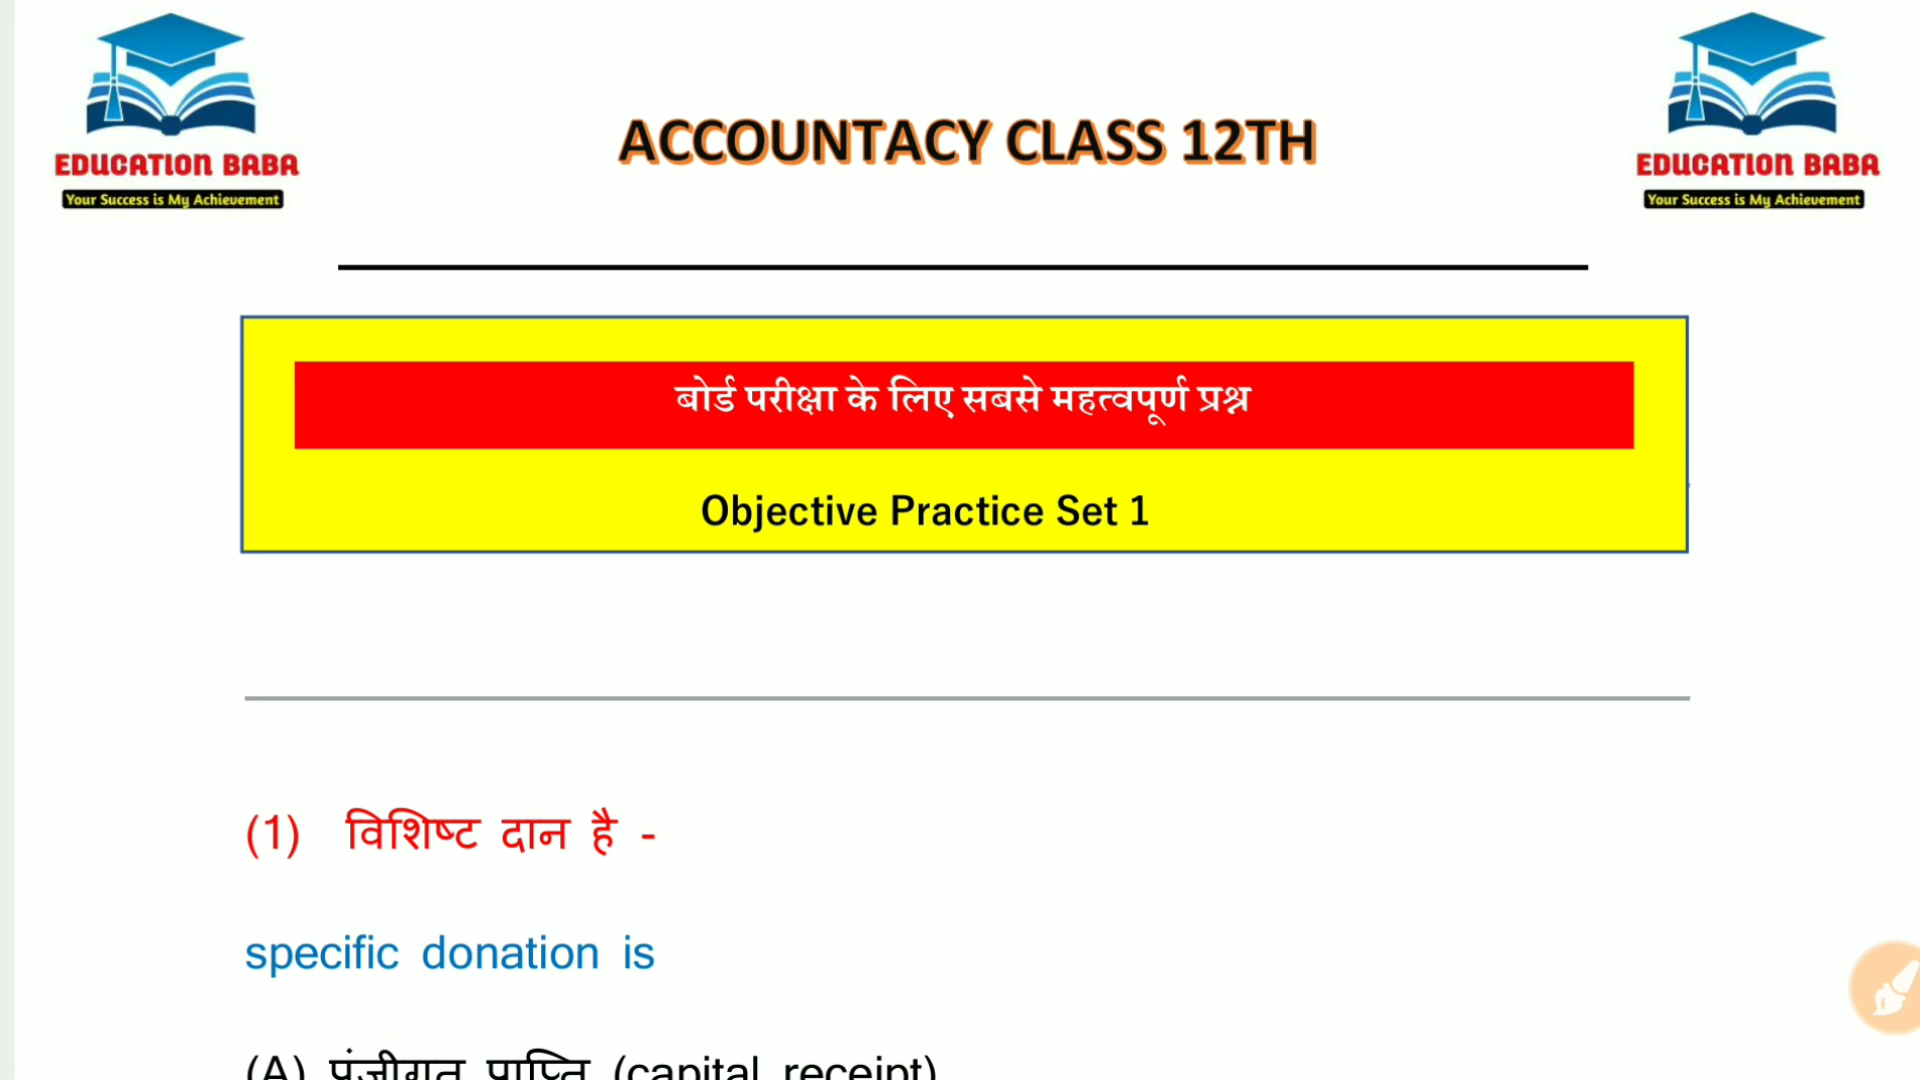 EDUCATION BABA
Your Success is My Achievement
ACCOUNTACY CLASS 12TH
EDUCATION BABA
Your Success is My Achievement
बोर्ड परीक्षा के लिए सबसे महत्वपूर्ण प्रश्न
Objective Practice Set 1
(1) विशिष्ट दान है -
specific donation is
(A) पूंजीगत प्राप्ति (capital receipt)